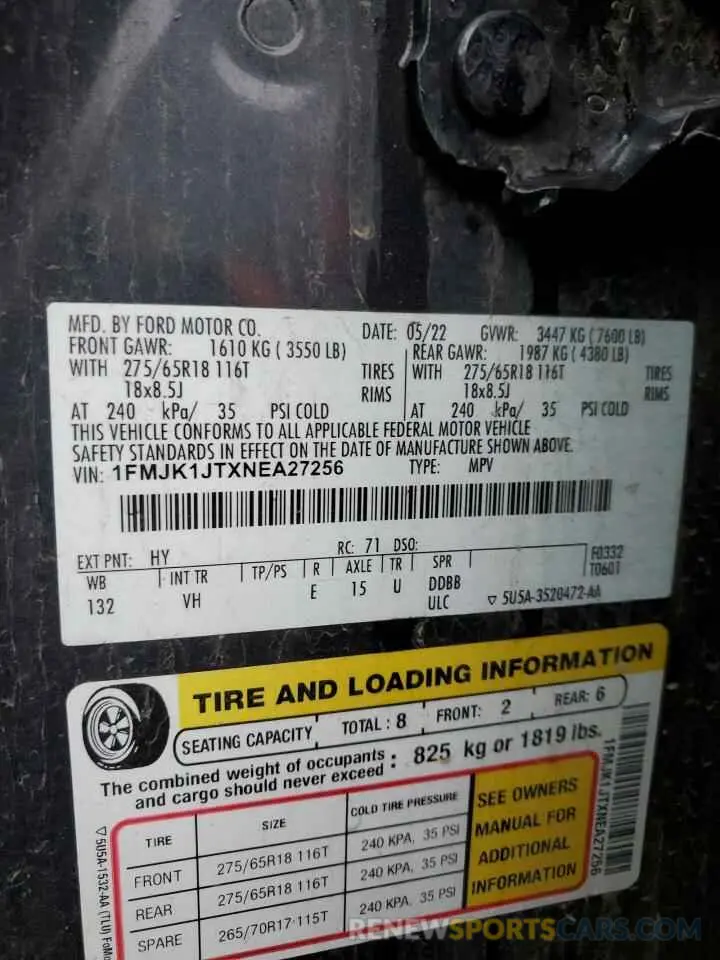 MFD. BY FORD MOTOR CO. DATE: 05/22 GVWR: 3447 KG ( 7600 LB)
FRONT GAWR: 1610 KG ( 3550 LB) REAR GAWR: 1987 KG ( 4380 LB)
WITH 275/65R18 116T TIRES WITH 275/65R18 116T TIRES
18x8.5J RIMS 18x8.5J RIMS
AT 240 kPa/ 35 PSI COLD AT 240 kPa/ 35 PSI COLD
THIS VEHICLE CONFORMS TO ALL APPLICABLE FEDERAL MOTOR VEHICLE
SAFETY STANDARDS IN EFFECT ON THE DATE OF MANUFACTURE SHOWN ABOVE.
VIN: 1FMJK1JTXNEA27256 TYPE: MPV
EXT PNT: HY RC: 71 DSO: F0332
WB INT TR TP/PS R AXLE TR SPR T0601
132 VH E 15 U DDBB
ULC ▽ 5U5A-3520472-AA
TIRE AND LOADING INFORMATION
SEATING CAPACITY TOTAL : 8 FRONT: 2 REAR: 6
The combined weight of occupants and cargo should never exceed : 825 kg or 1819 lbs.
TIRE SIZE COLD TIRE PRESSURE
FRONT 275/65R18 116T 240 KPA, 35 PSI
REAR 275/65R18 116T 240 KPA, 35 PSI
SPARE 265/70R17 115T 240 KPA, 35 PSI
SEE OWNERS
MANUAL FOR
ADDITIONAL
INFORMATION
1FMJK1JTXNEA27256
▽ 5U5A-1532-AA (TLU) FoMo
RENEWSPORTSCARS.COM